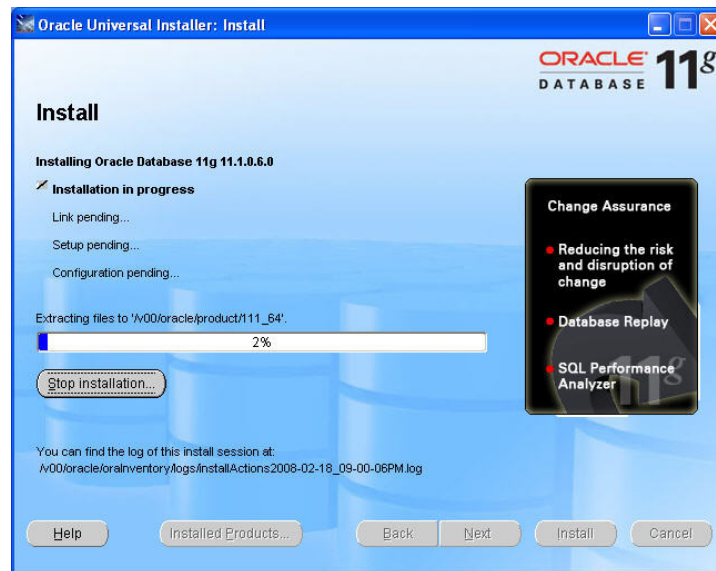 Oracle Universal Installer: Install
ORACLE 11g
DATABASE
Install
Installing Oracle Database 11g 11.1.0.6.0
Installation in progress
Link pending...
Setup pending...
Configuration pending...
Extracting files to '/v00/oracle/product/111_64'.
2%
Stop installation...
You can find the log of this install session at:
/v00/oracle/oraInventory/logs/installActions2008-02-18_09-00-06PM.log
Change Assurance
Reducing the risk
and disruption of
change
Database Replay
SQL Performance
Analyzer
11g
Help
Installed Products...
Back
Next
Install
Cancel